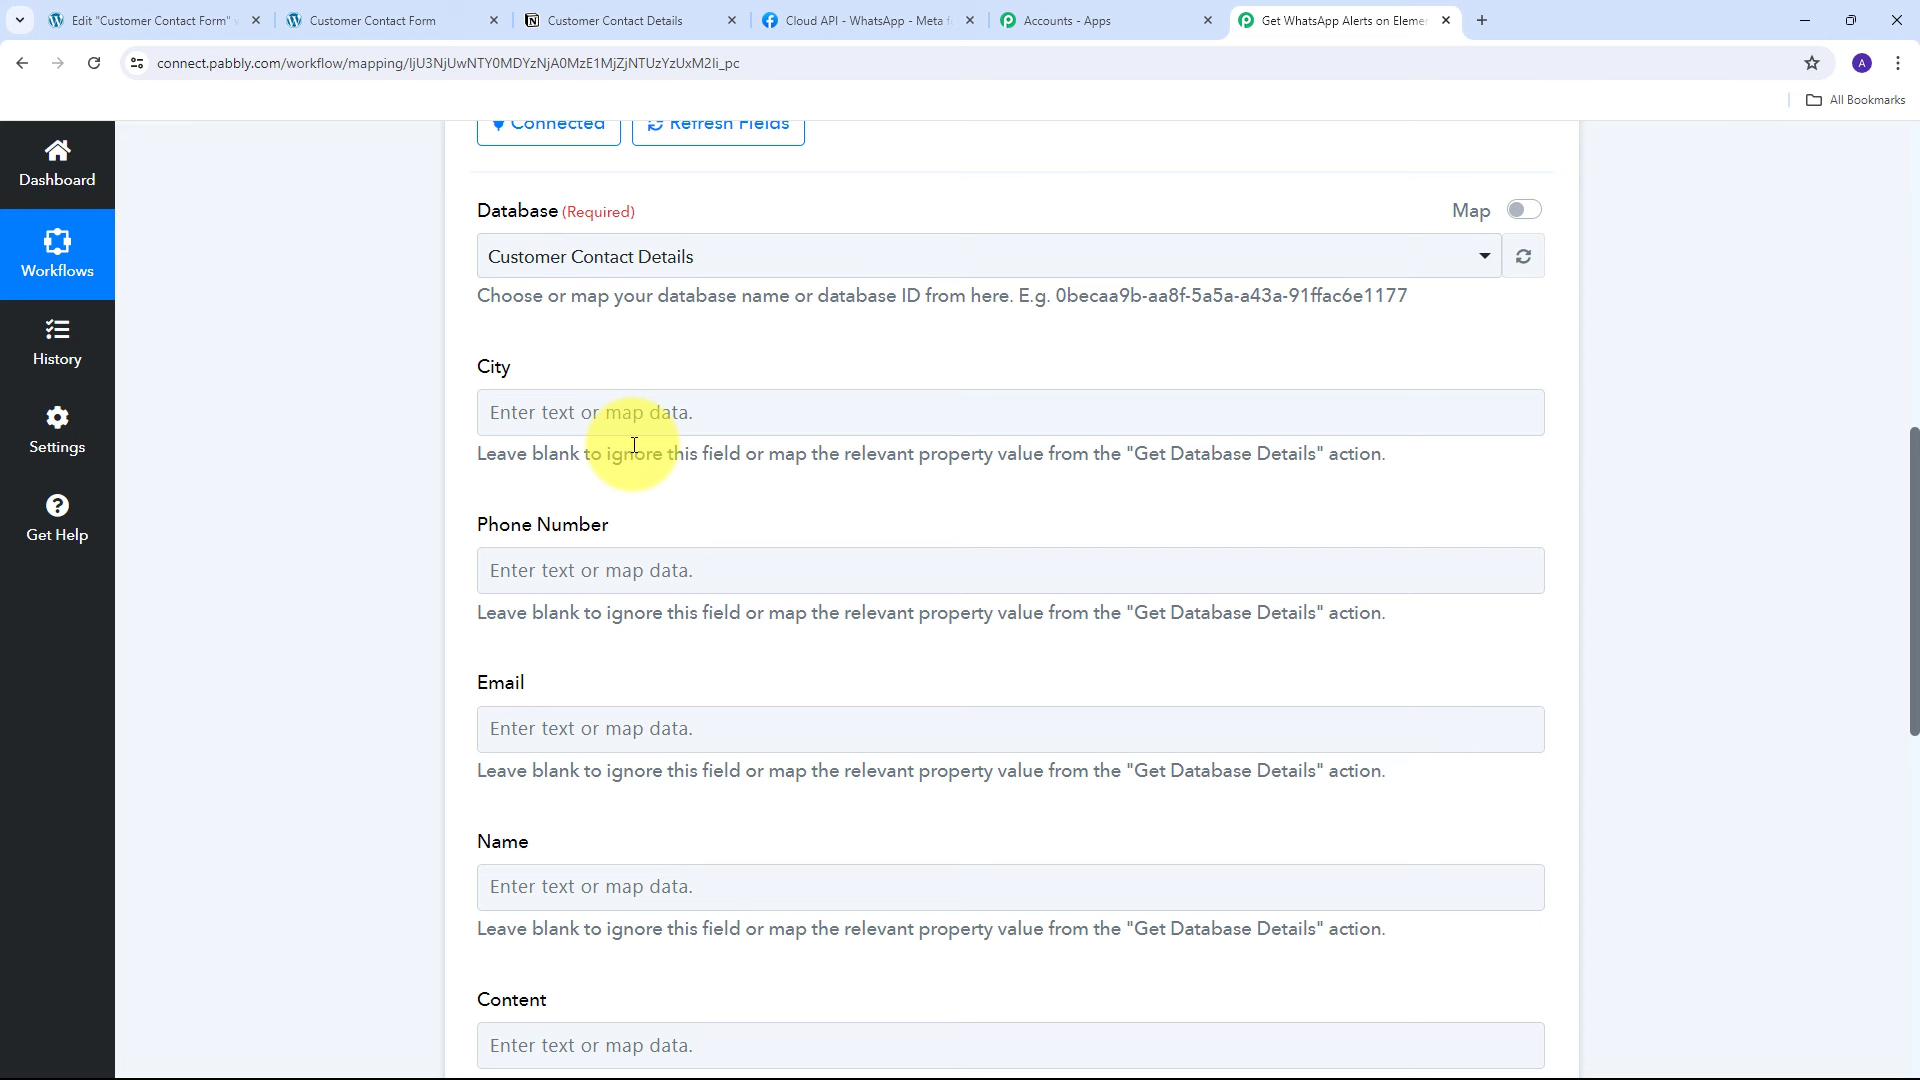 Edit "Customer Contact Form"
Customer Contact Form
Customer Contact Details
Cloud API - WhatsApp - Meta f
Accounts - Apps
Get WhatsApp Alerts on Eleme
connect.pabbly.com/workflow/mapping/IjU3NjUwNTY0MDYzNjA0MzE1MjZjNTUzYzUxM2Ii_pc
A
All Bookmarks
Dashboard
Workflows
History
Settings
Get Help
Connected
Refresh Fields
Database (Required)
Map
Customer Contact Details
Choose or map your database name or database ID from here. E.g. 0becaa9b-aa8f-5a5a-a43a-91ffac6e1177
City
Enter text or map data.
Leave blank to ignore this field or map the relevant property value from the "Get Database Details" action.
Phone Number
Enter text or map data.
Leave blank to ignore this field or map the relevant property value from the "Get Database Details" action.
Email
Enter text or map data.
Leave blank to ignore this field or map the relevant property value from the "Get Database Details" action.
Name
Enter text or map data.
Leave blank to ignore this field or map the relevant property value from the "Get Database Details" action.
Content
Enter text or map data.